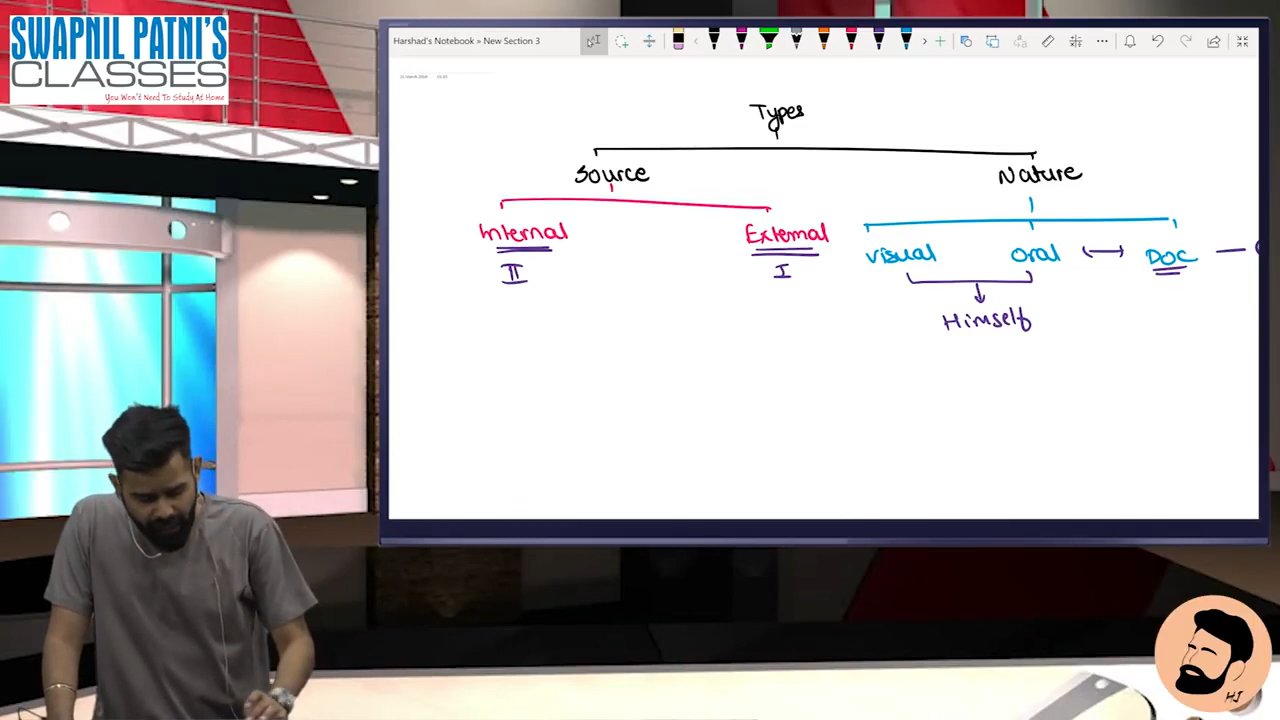 SWAPNIL PATNI'S
CLASSES
You Won't Need To Study At Home
Harshad's Notebook » New Section 3
Types
Source Nature
Internal External visual oral DOC
II I
Himself
HJ